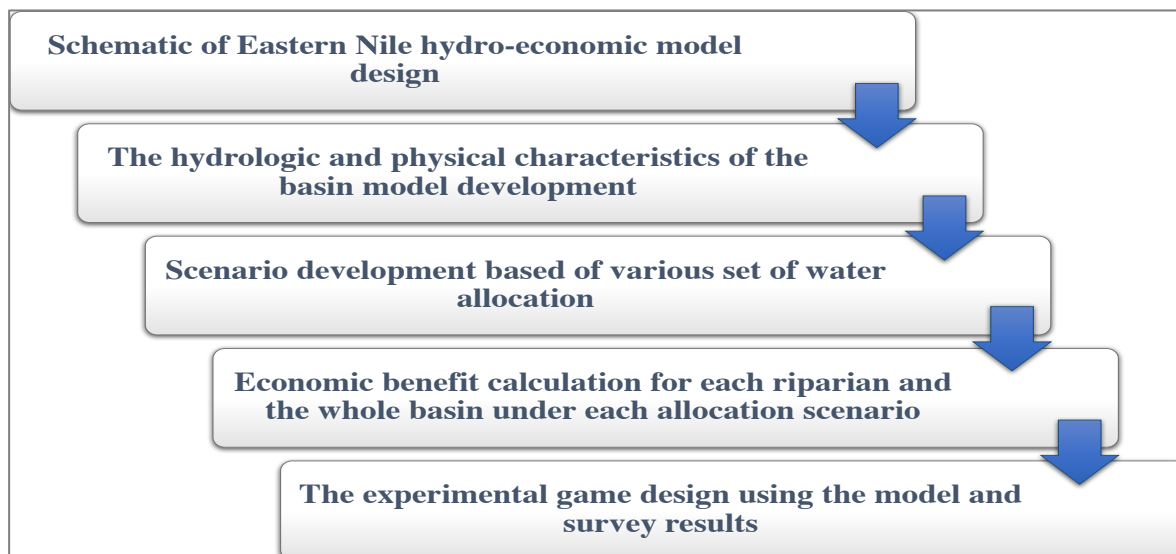 Schematic of Eastern Nile hydro-economic model
design
The hydrologic and physical characteristics of the
basin model development
Scenario development based of various set of water
allocation
Economic benefit calculation for each riparian and
the whole basin under each allocation scenario
The experimental game design using the model and
survey results